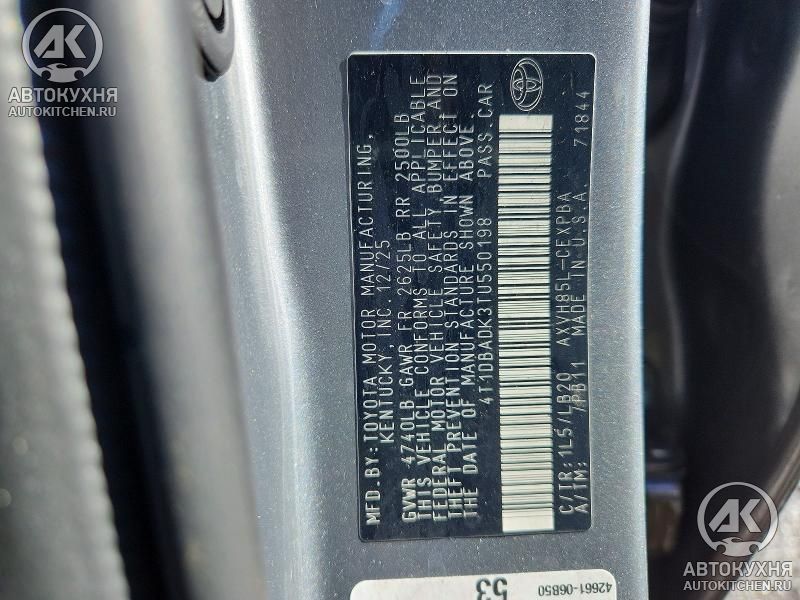 MFD.BY:TOYOTA MOTOR MANUFACTURING,
KENTUCKY, INC. 12/25
GVWR 4740LB GAWR FR 2625LB RR 2500LB
THIS VEHICLE CONFORMS TO ALL APPLICABLE
FEDERAL MOTOR VEHICLE SAFETY, BUMPER, AND
THEFT PREVENTION STANDARDS IN EFFECT ON
THE DATE OF MANUFACTURE SHOWN ABOVE.
4T1DBADK3TU550198 PASS.CAR
C/TR:1L5/LB20 AXVH85L-CEXPBA
A/TM: /PB11 MADE IN U.S.A. 71844
42661-06B50
53
АК
АВТОКУХНЯ
AUTOKITCHEN.RU
АК
АВТОКУХНЯ
AUTOKITCHEN.RU